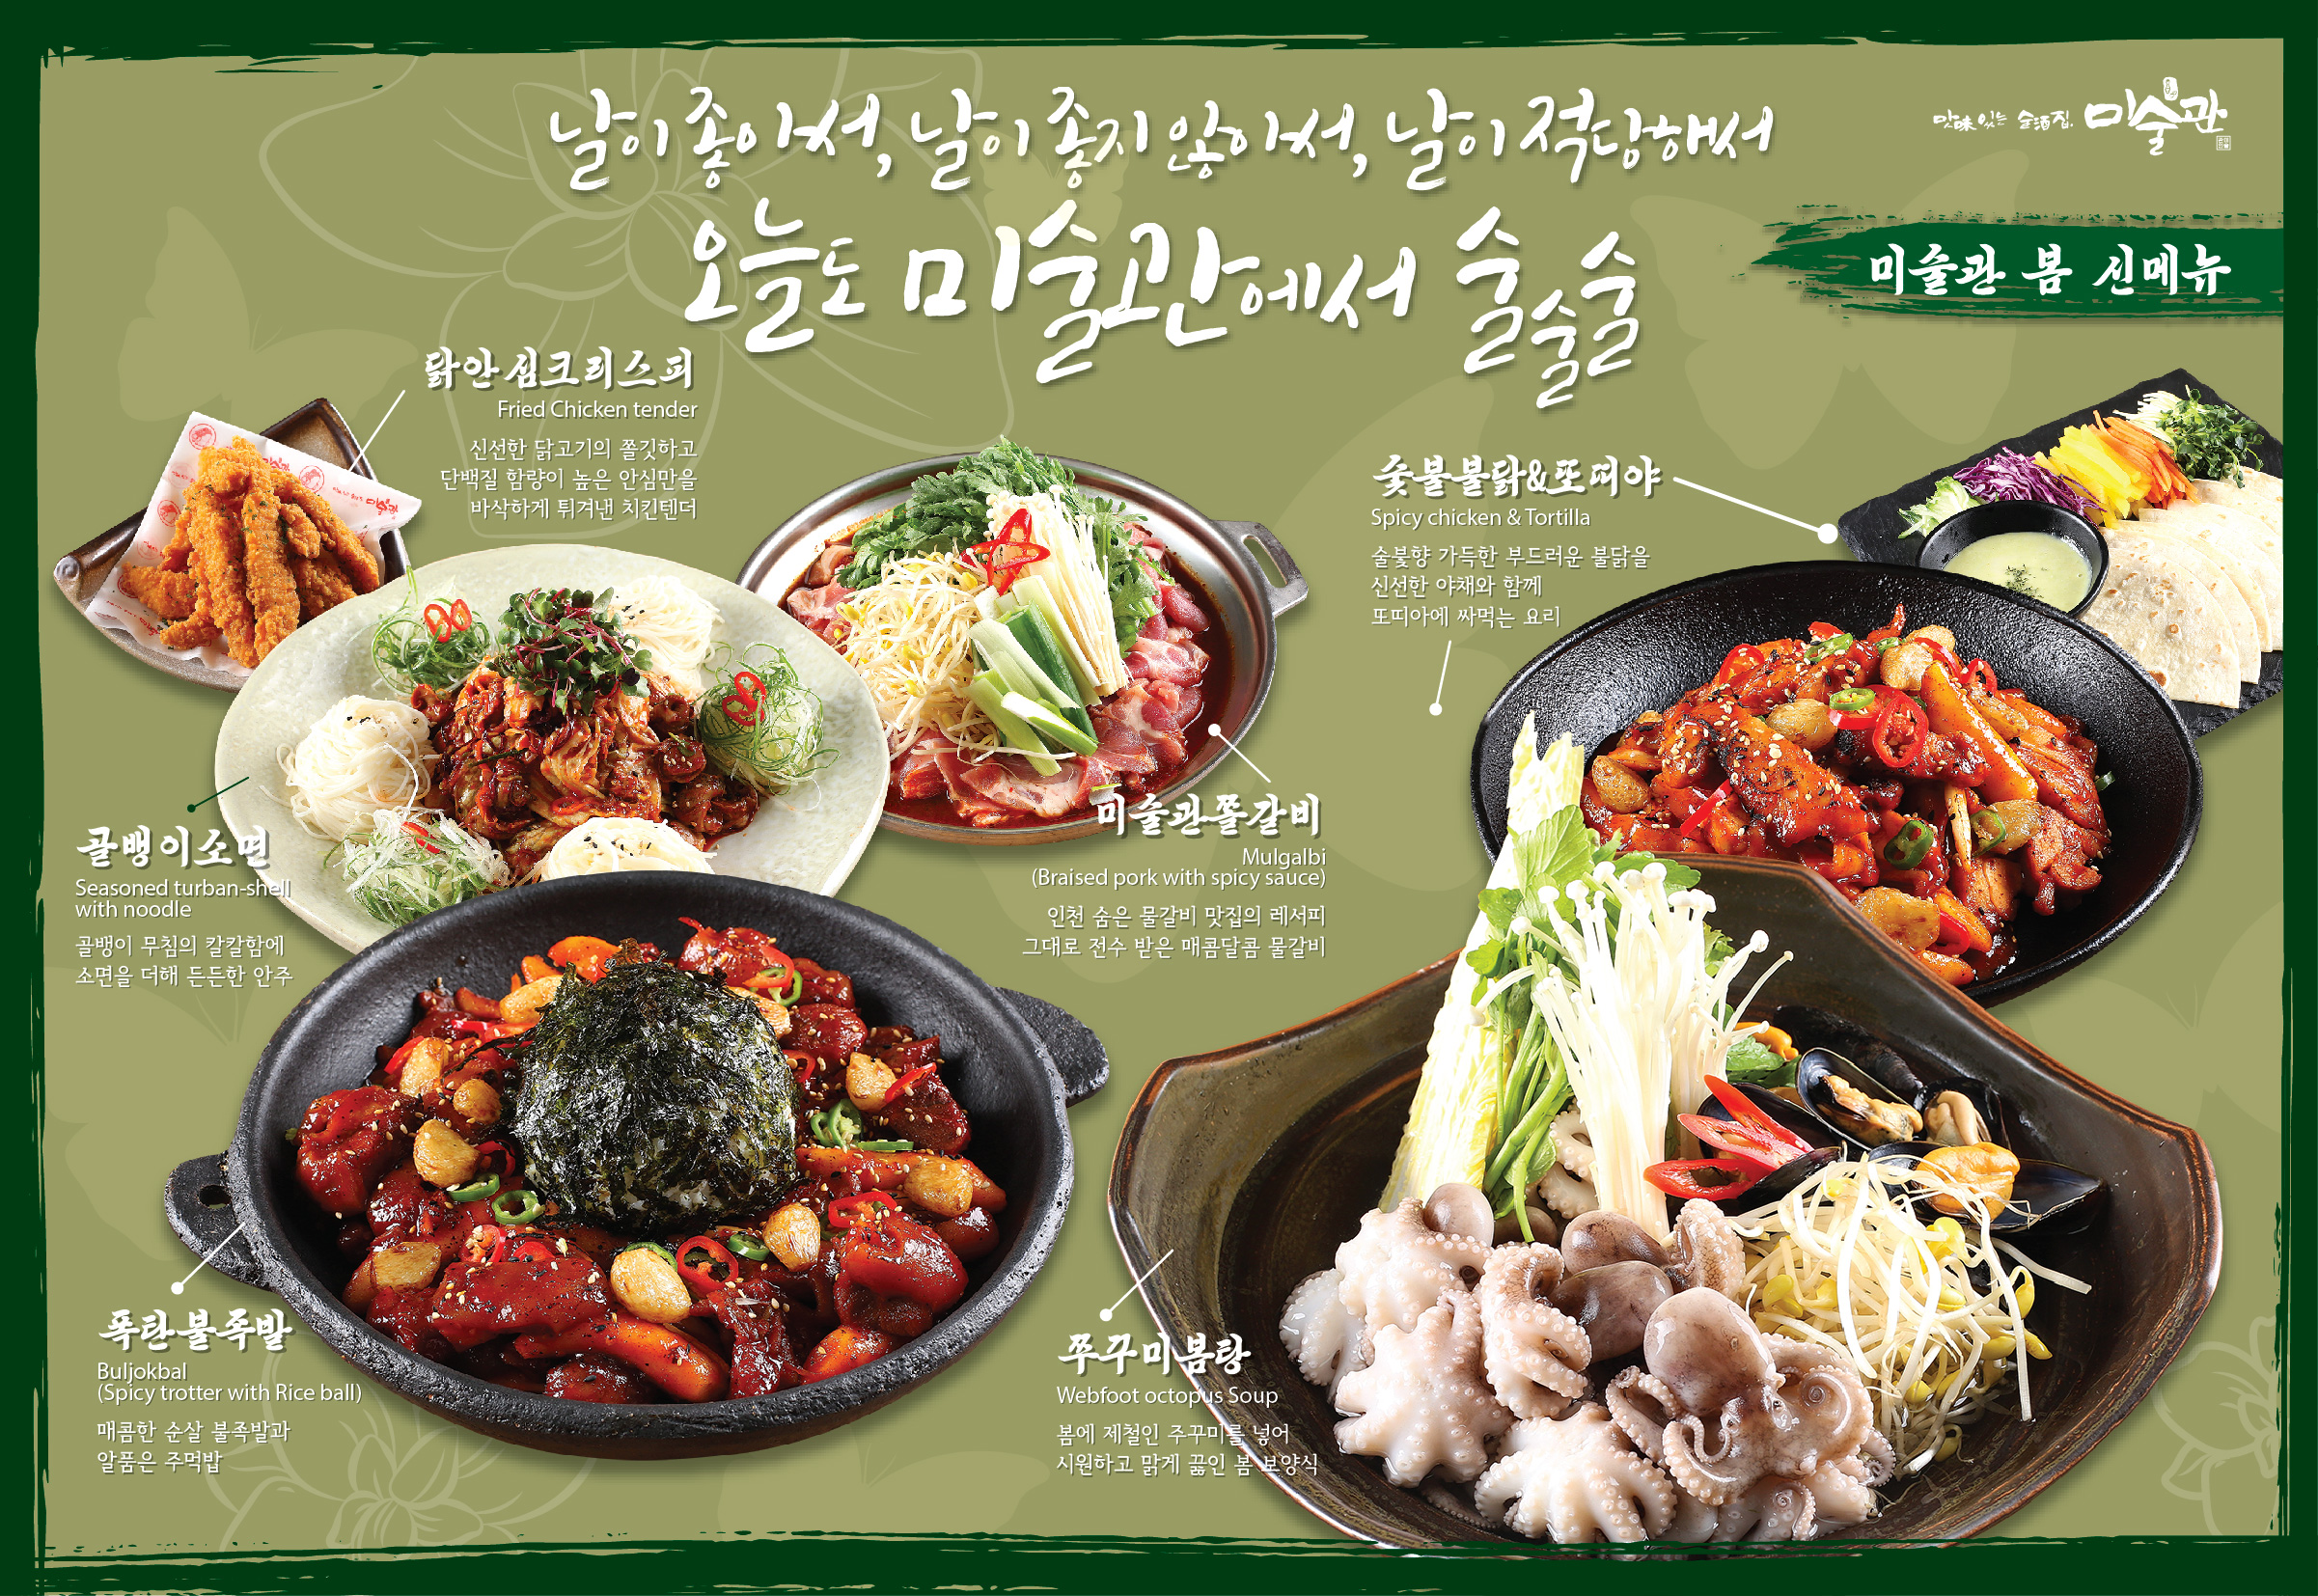 날이 좋아서, 날이 좋지 않아서, 날이 적당해서
오늘도 미술관에서 술술술
맛味있는 술酒집. 미술관
미술관 봄 신메뉴
닭안심크리스피
Fried Chicken tender
신선한 닭고기의 쫄깃하고
단백질 함량이 높은 안심만을
바삭하게 튀겨낸 치킨텐더
숯불불닭&또띠야
Spicy chicken & Tortilla
숱불향 가득한 부드러운 불닭을
신선한 야채와 함께
또띠아에 싸먹는 요리
미술관쫄갈비
Mulgalbi
(Braised pork with spicy sauce)
인천 숨은 물갈비 맛집의 레서피
그대로 전수 받은 매콤달콤 물갈비
골뱅이소면
Seasoned turban-shell
with noodle
골뱅이 무침의 칼칼함에
소면을 더해 든든한 안주
폭탄불족발
Buljokbal
(Spicy trotter with Rice ball)
매콤한 순살 불족발과
알품은 주먹밥
쭈꾸미봄탕
Webfoot octopus Soup
봄에 제철인 주꾸미를 넣어
시원하고 맑게 끓인 봄 보양식